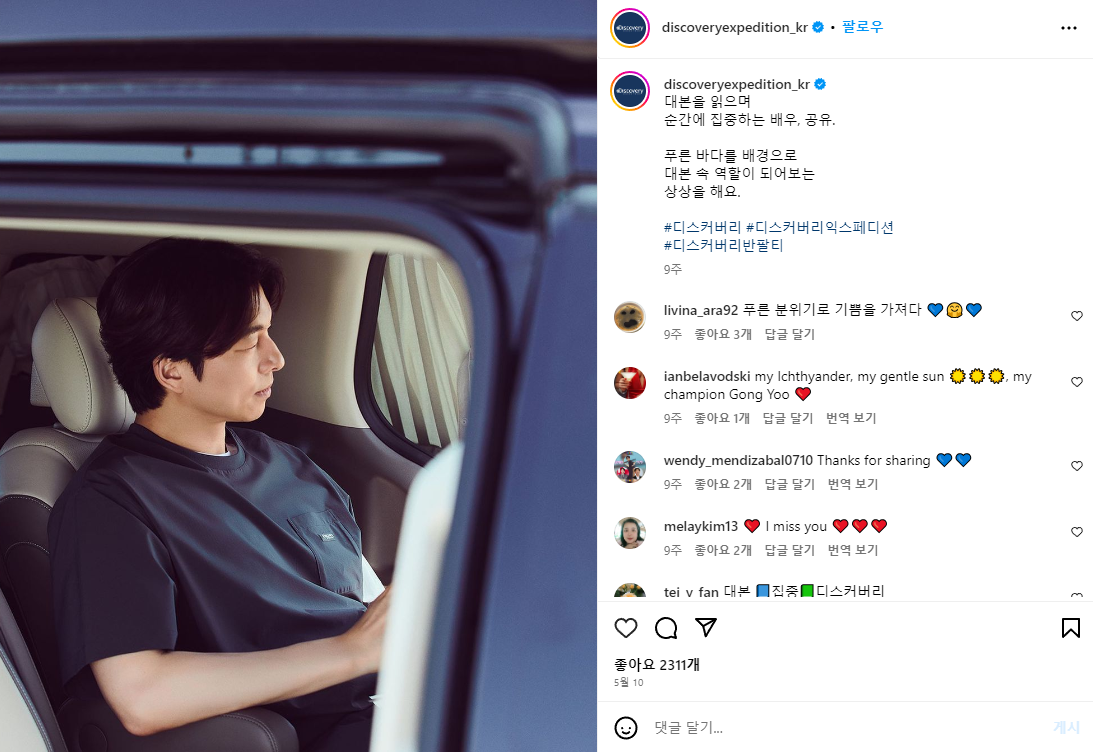 discoveryexpedition_kr • 팔로우
discoveryexpedition_kr
대본을 읽으며
순간에 집중하는 배우, 공유.
푸른 바다를 배경으로
대본 속 역할이 되어보는
상상을 해요.
#디스커버리 #디스커버리익스페디션
#디스커버리반팔티
9주
livina_ara92 푸른 분위기로 기쁨을 가져다 💙🤗💙
9주 좋아요 3개 답글 달기
ianbelavodski my Ichthyander, my gentle sun 🌞🌞🌞, my
champion Gong Yoo ❤️
9주 좋아요 1개 답글 달기 번역 보기
wendy_mendizabal0710 Thanks for sharing 💙💙
9주 좋아요 2개 답글 달기 번역 보기
melaykim13 ❤️ I miss you ❤️❤️❤️
9주 좋아요 2개 답글 달기 번역 보기
tei_v_fan 대본 📘집중📗디스커버리
좋아요 2311개
5월 10
댓글 달기...
게시